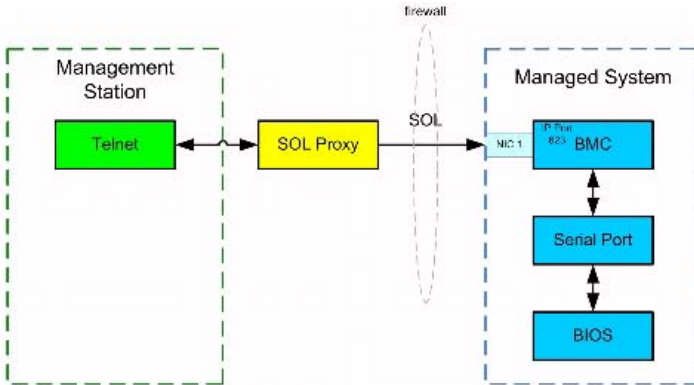 firewall
Management
Station
Managed System
Telnet
SOL Proxy
SOL
NIC 1
IP Port
623
BMC
Serial Port
BIOS